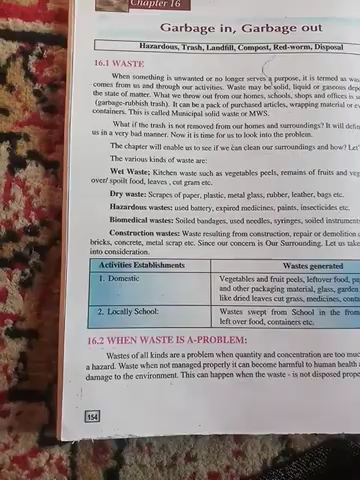 Chapter 16
Garbage in, Garbage out
Hazardous, Trash, Landfill, Compost, Red-worm, Disposal
16.1 WASTE
When something is unwanted or no longer serves a purpose, it is termed as
comes from us and through our activities. Waste may be solid, liquid or gaseous
the state of matter. What we throw out from our homes, schools, shops and offices is
(garbage-rubbish trash). It can be a pack of purchased articles, wrapping material or
containers. This is called Municipal solid waste or MWS.
What if the trash is not removed from our homes and surroundings? It will
us in a very bad manner. Now it is time for us to look into the problem.
The chapter will enable us to see if we can clean our surroundings and how?
The various kinds of waste are:
Wet Waste; Kitchen waste such as vegetables peels, remains of fruits and
over/ spoilt food, leaves , cut gram etc.
Dry waste: Scrapes of paper, plastic, metal glass, rubber, leather, bags etc.
Hazardous wastes: used battery, expired medicines, paints, insecticides etc.
Biomedical wastes: Soiled bandages, used needles, syringes, soiled
Construction wastes: Waste resulting from construction, repair or demolition
bricks, concrete, metal scrap etc. Since our concern is Our Surrounding. Let us take
into consideration.
Activities Establishments Wastes generated
1. Domestic Vegetables and fruit peels, leftover food,
and other packaging material, glass, garden
like dried leaves cut grass, medicines,
2. Locally School: Wastes swept from School in the
left over food, containers etc.
16.2 WHEN WASTE IS A-PROBLEM:
Wastes of all kinds are a problem when quantity and concentration are too
a hazard. Waste when not managed properly it can become harmful to human health
damage to the environment. This can happen when the waste - is not disposed
154